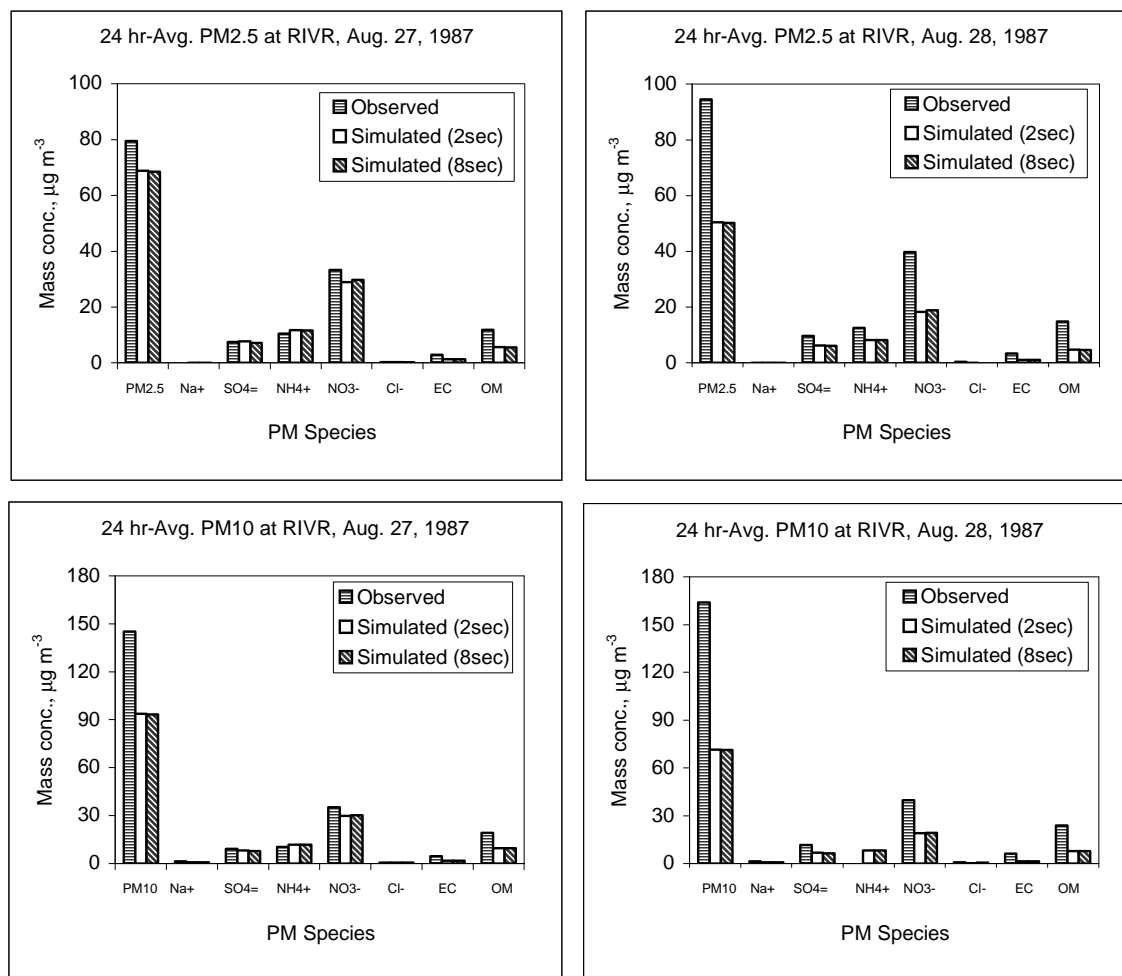 24 hr-Avg. PM2.5 at RIVR, Aug. 27, 1987
100
80
60
40
20
0
Mass conc., μg m-3
Observed
Simulated (2sec)
Simulated (8sec)
PM2.5 Na+ SO4= NH4+ NO3- Cl- EC OM
PM Species
24 hr-Avg. PM2.5 at RIVR, Aug. 28, 1987
100
80
60
40
20
0
Mass conc., μg m-3
Observed
Simulated (2sec)
Simulated (8sec)
PM2.5 Na+ SO4= NH4+ NO3- Cl- EC OM
PM Species
24 hr-Avg. PM10 at RIVR, Aug. 27, 1987
180
150
120
90
60
30
0
Mass conc., μg m-3
Observed
Simulated (2sec)
Simulated (8sec)
PM10 Na+ SO4= NH4+ NO3- Cl- EC OM
PM Species
24 hr-Avg. PM10 at RIVR, Aug. 28, 1987
180
150
120
90
60
30
0
Mass conc., μg m-3
Observed
Simulated (2sec)
Simulated (8sec)
PM10 Na+ SO4= NH4+ NO3- Cl- EC OM
PM Species